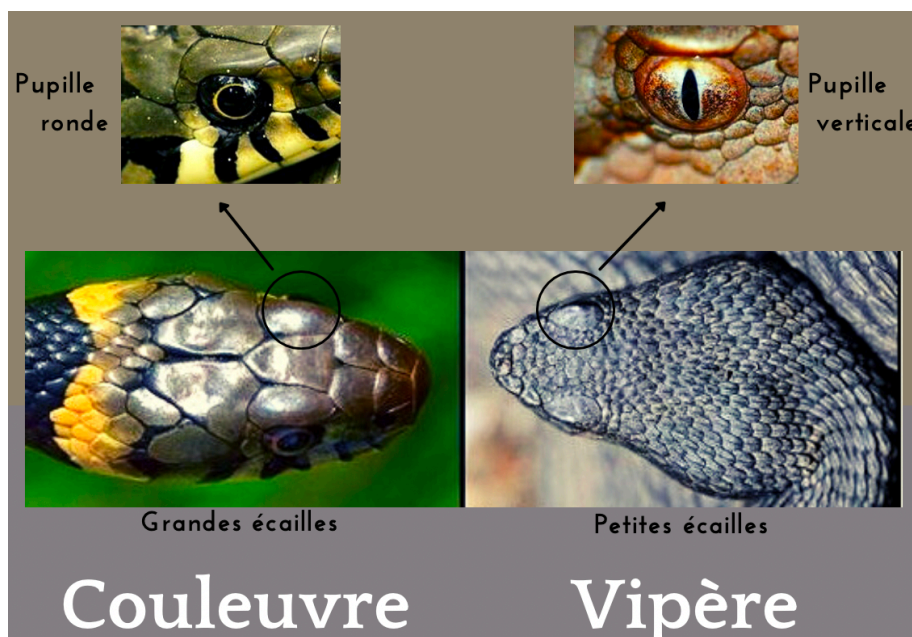 Pupille
ronde
Pupille
verticale
Grandes écailles
Petites écailles
Couleuvre
Vipère